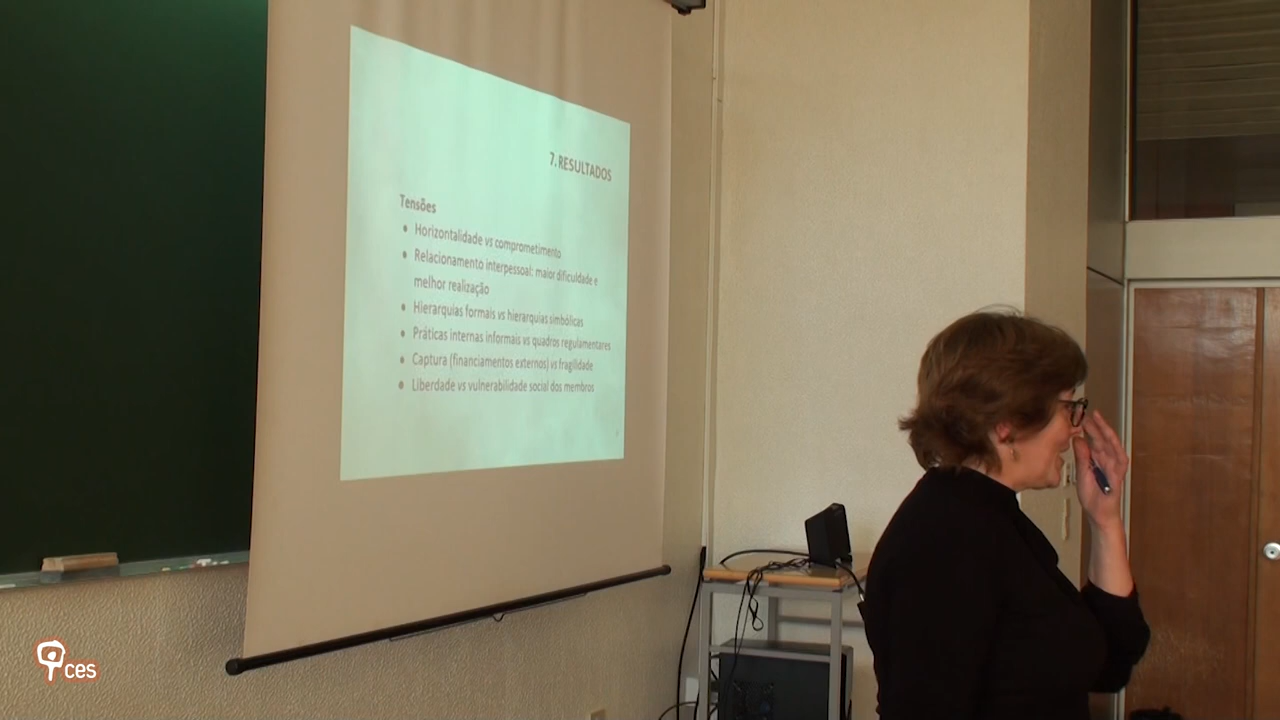 7. RESULTADOS
Tensões
• Horizontalidade vs comprometimento
• Relacionamento interpessoal: maior dificuldade e
melhor realização
• Hierarquias formais vs hierarquias simbólicas
• Práticas internas informais vs quadros regulamentares
• Captura (financiamentos externos) vs fragilidade
• Liberdade vs vulnerabilidade social dos membros
ces